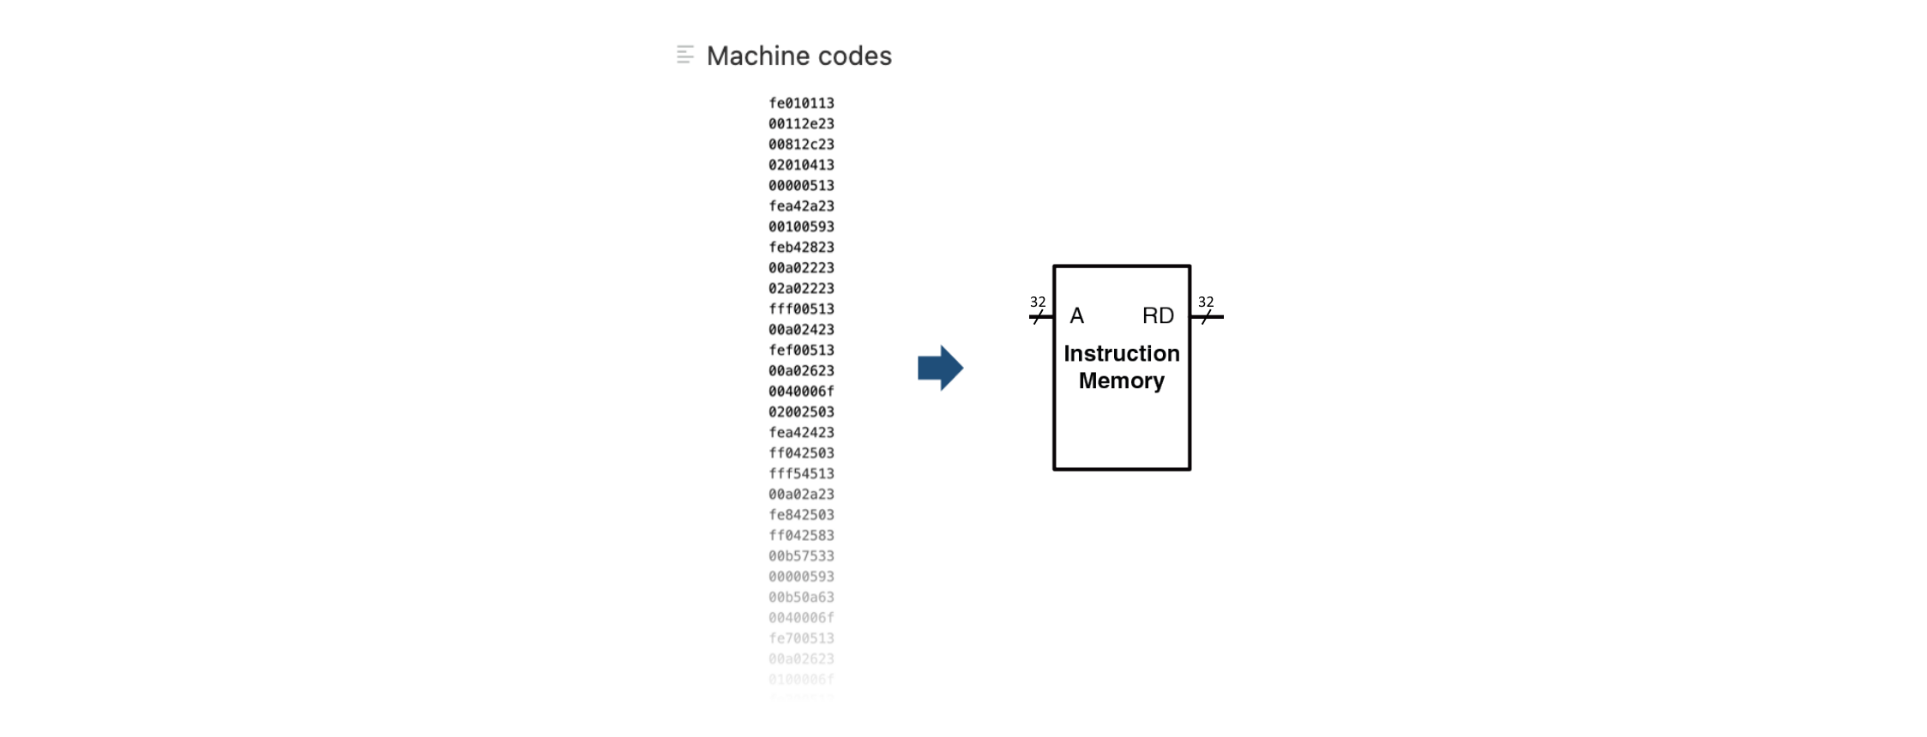 Machine codes
fe010113
00112e23
00812c23
02010413
00000513
fea42a23
00100593
feb42823
00a02223
02a02223
fff00513
00a02423
fef00513
00a02623
0040006f
02002503
fea42423
ff042503
fff54513
00a02a23
fe842503
ff042583
00b57533
00000593
00b50a63
0040006f
fe700513
00a02623
0100006f
32
32
A RD
Instruction
Memory